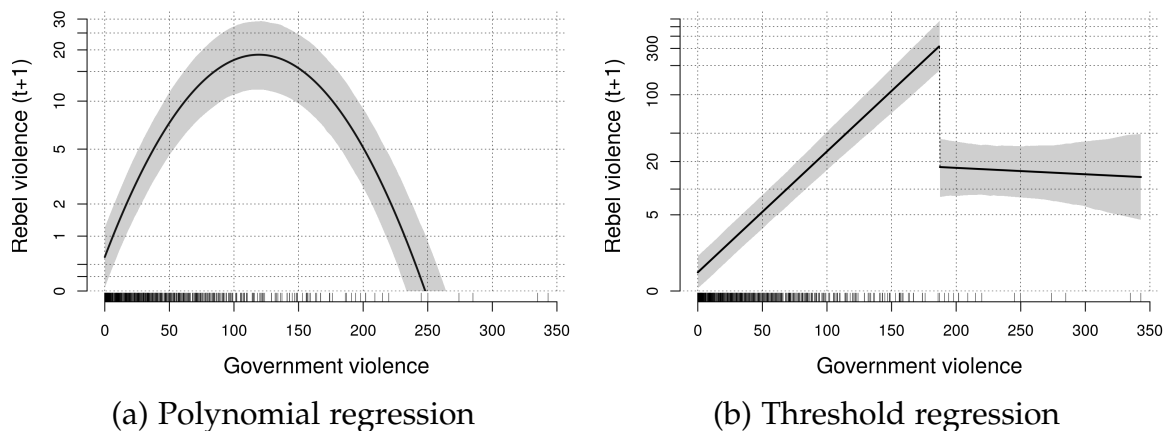 30
20
10
5
2
1
0
Rebel violence (t+1)
0 50 100 150 200 250 300 350
Government violence
(a) Polynomial regression
300
100
20
5
0
Rebel violence (t+1)
0 50 100 150 200 250 300 350
Government violence
(b) Threshold regression